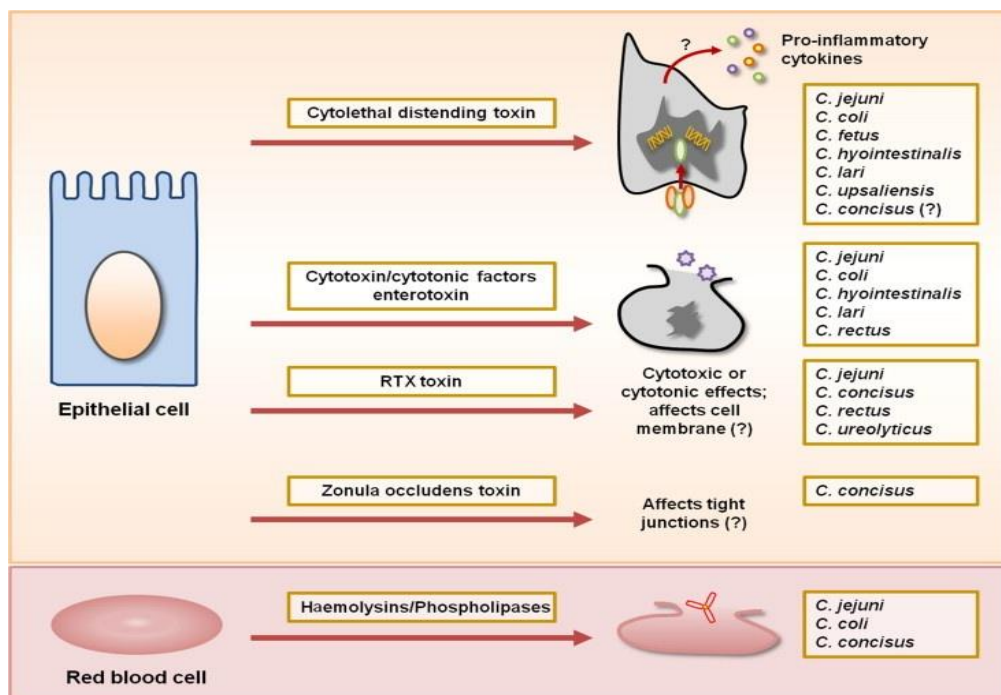 ?
Pro-inflammatory
cytokines
Cytolethal distending toxin
C. jejuni
C. coli
C. fetus
C. hyointestinalis
C. lari
C. upsaliensis
C. concisus (?)
Cytotoxin/cytotonic factors
enterotoxin
C. jejuni
C. coli
C. hyointestinalis
C. lari
C. rectus
Epithelial cell
RTX toxin
Cytotoxic or
cytotonic effects;
affects cell
membrane (?)
C. jejuni
C. concisus
C. rectus
C. ureolyticus
Zonula occludens toxin
Affects tight
junctions (?)
C. concisus
Haemolysins/Phospholipases
C. jejuni
C. coli
C. concisus
Red blood cell